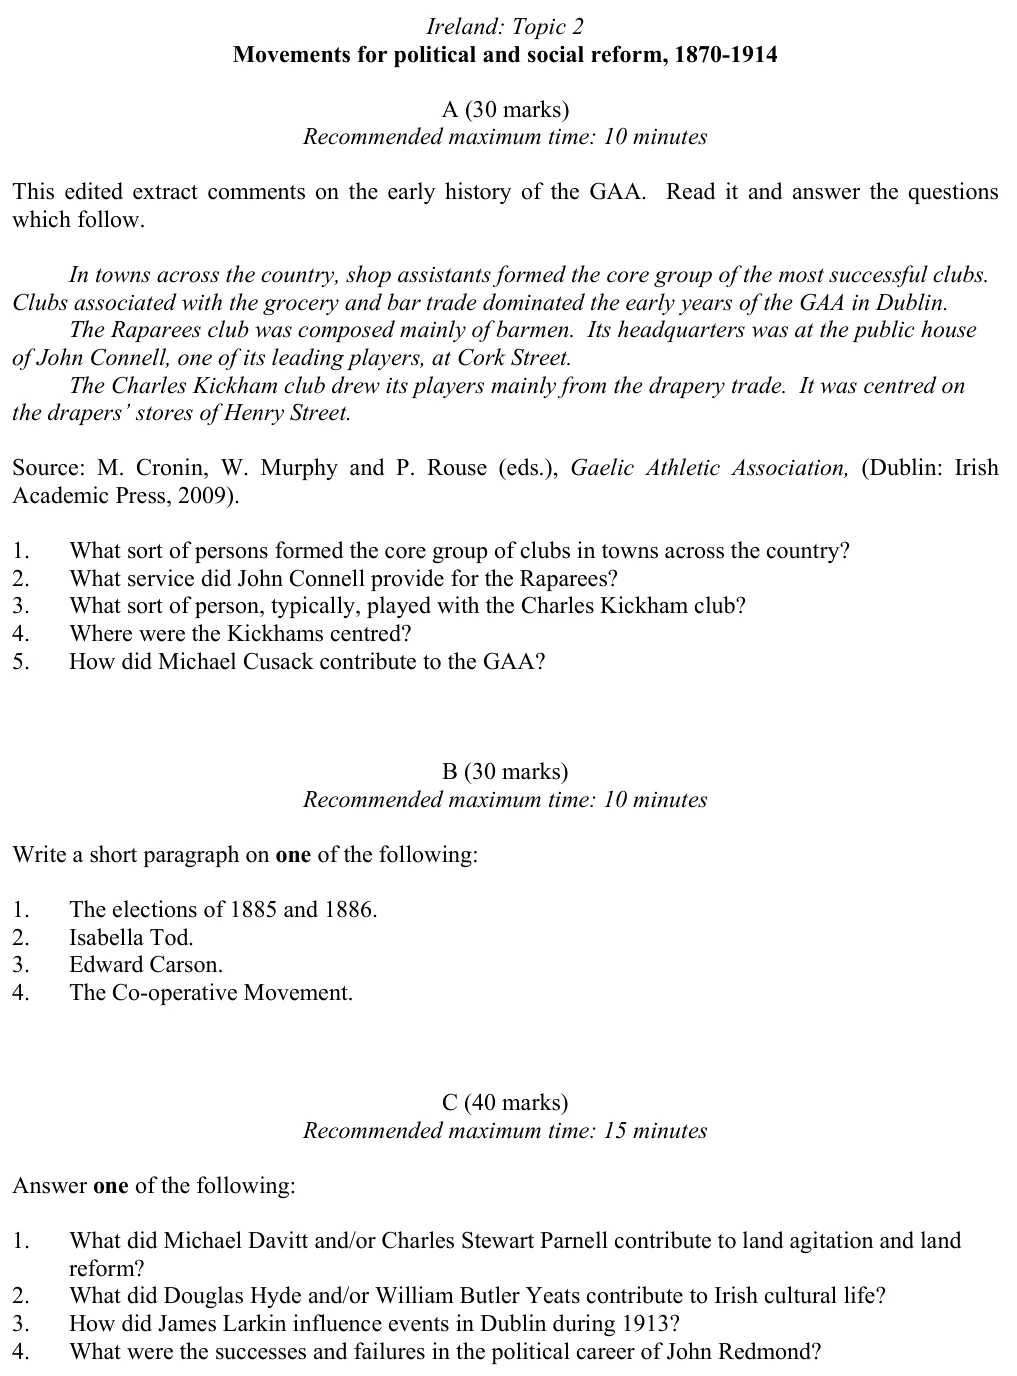 Ireland: Topic 2
Movements for political and social reform, 1870-1914
A (30 marks)
Recommended maximum time: 10 minutes
This edited extract comments on the early history of the GAA. Read it and answer the questions
which follow.
In towns across the country, shop assistants formed the core group of the most successful clubs.
Clubs associated with the grocery and bar trade dominated the early years of the GAA in Dublin.
The Raparees club was composed mainly of barmen. Its headquarters was at the public house
of John Connell, one of its leading players, at Cork Street.
The Charles Kickham club drew its players mainly from the drapery trade. It was centred on
the drapers’ stores of Henry Street.
Source: M. Cronin, W. Murphy and P. Rouse (eds.), Gaelic Athletic Association, (Dublin: Irish
Academic Press, 2009).
1. What sort of persons formed the core group of clubs in towns across the country?
2. What service did John Connell provide for the Raparees?
3. What sort of person, typically, played with the Charles Kickham club?
4. Where were the Kickhams centred?
5. How did Michael Cusack contribute to the GAA?
B (30 marks)
Recommended maximum time: 10 minutes
Write a short paragraph on one of the following:
1. The elections of 1885 and 1886.
2. Isabella Tod.
3. Edward Carson.
4. The Co-operative Movement.
C (40 marks)
Recommended maximum time: 15 minutes
Answer one of the following:
1. What did Michael Davitt and/or Charles Stewart Parnell contribute to land agitation and land
reform?
2. What did Douglas Hyde and/or William Butler Yeats contribute to Irish cultural life?
3. How did James Larkin influence events in Dublin during 1913?
4. What were the successes and failures in the political career of John Redmond?